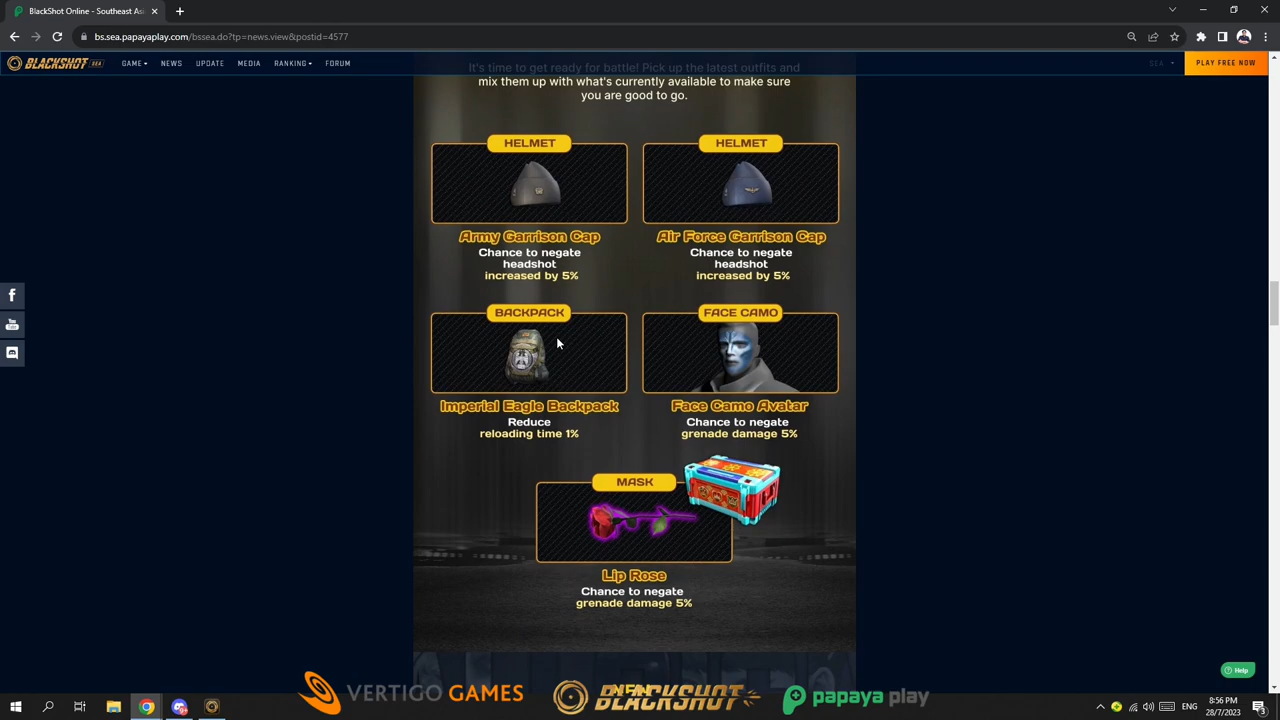 BlackShot Online - Southeast Asi
bs.sea.papayaplay.com/bssea.do?tp=news.view&postid=4577
BLACKSHOT SEA
GAME
NEWS
UPDATE
MEDIA
RANKING
FORUM
SEA
PLAY FREE NOW
It's time to get ready for battle! Pick up the latest outfits and
mix them up with what's currently available to make sure
you are good to go.
HELMET
HELMET
Army Garrison Cap
Air Force Garrison Cap
Chance to negate
headshot
increased by 5%
Chance to negate
headshot
increased by 5%
BACKPACK
FACE CAMO
Imperial Eagle Backpack
Face Camo Avatar
Reduce
reloading time 1%
Chance to negate
grenade damage 5%
MASK
Lip Rose
Chance to negate
grenade damage 5%
Help
VERTIGO GAMES
BLACKSHOT
papaya play
ENG
8:56 PM
28/7/2023